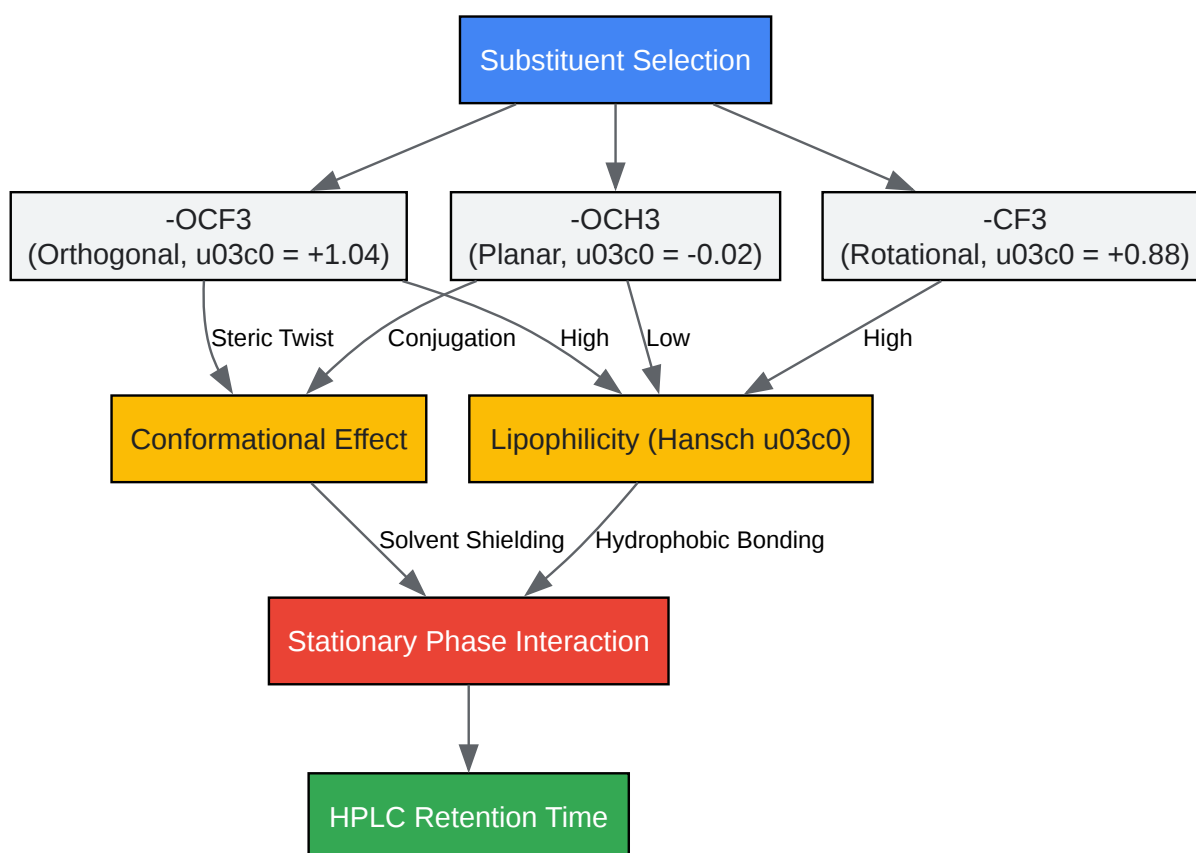 Substituent Selection
-OCF3
(Orthogonal, u03c0 = +1.04)
-OCH3
(Planar, u03c0 = -0.02)
-CF3
(Rotational, u03c0 = +0.88)
Steric Twist
Conjugation
High
Low
High
Conformational Effect
Lipophilicity (Hansch u03c0)
Solvent Shielding
Hydrophobic Bonding
Stationary Phase Interaction
HPLC Retention Time